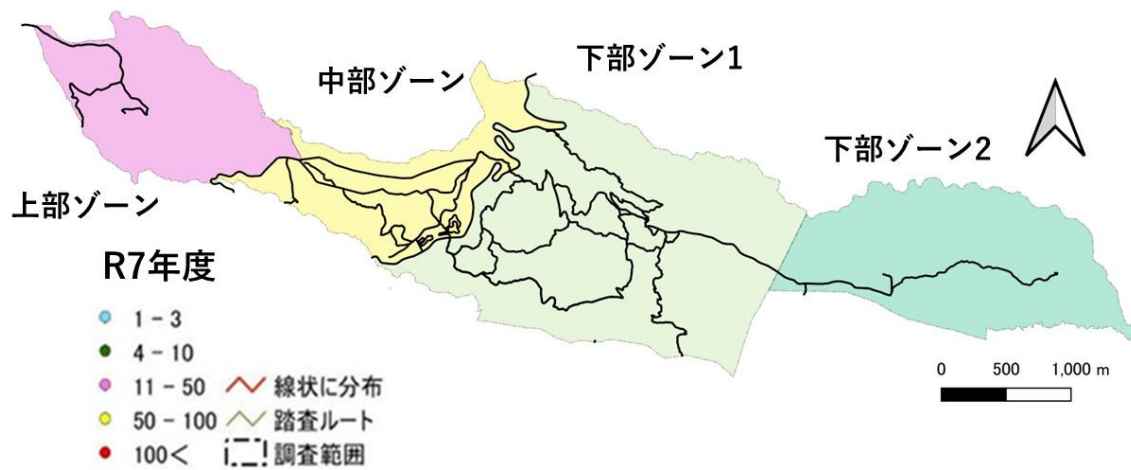 下部ゾーン1
中部ゾーン
下部ゾーン2
上部ゾーン
R7年度
1 – 3
4 – 10
11 – 50 線状に分布
50 – 100 踏査ルート
100< 調査範囲
0 500 1,000 m